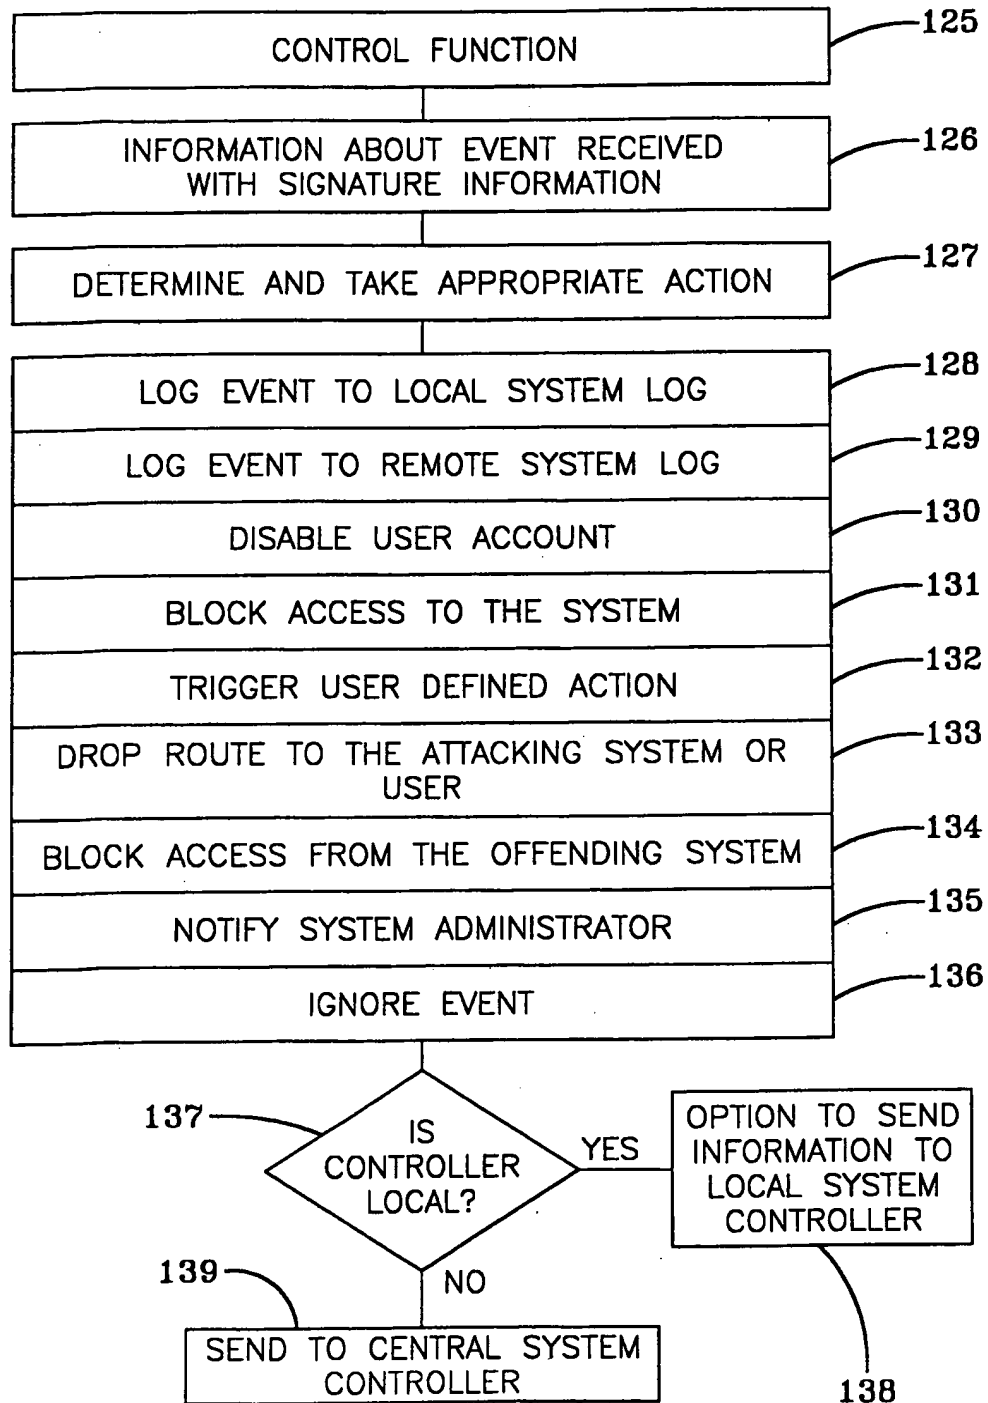 CONTROL FUNCTION
125
INFORMATION ABOUT EVENT RECEIVED
WITH SIGNATURE INFORMATION
126
DETERMINE AND TAKE APPROPRIATE ACTION
127
LOG EVENT TO LOCAL SYSTEM LOG
128
LOG EVENT TO REMOTE SYSTEM LOG
129
DISABLE USER ACCOUNT
130
BLOCK ACCESS TO THE SYSTEM
131
TRIGGER USER DEFINED ACTION
132
DROP ROUTE TO THE ATTACKING SYSTEM OR
USER
133
BLOCK ACCESS FROM THE OFFENDING SYSTEM
134
NOTIFY SYSTEM ADMINISTRATOR
135
IGNORE EVENT
136
137
IS
CONTROLLER
LOCAL?
YES
OPTION TO SEND
INFORMATION TO
LOCAL SYSTEM
CONTROLLER
138
NO
139
SEND TO CENTRAL SYSTEM
CONTROLLER